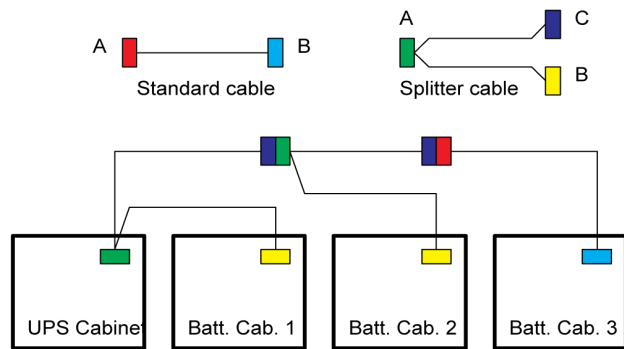 A B
Standard cable
A C
B
Splitter cable
UPS Cabinet
Batt. Cab. 1
Batt. Cab. 2
Batt. Cab. 3